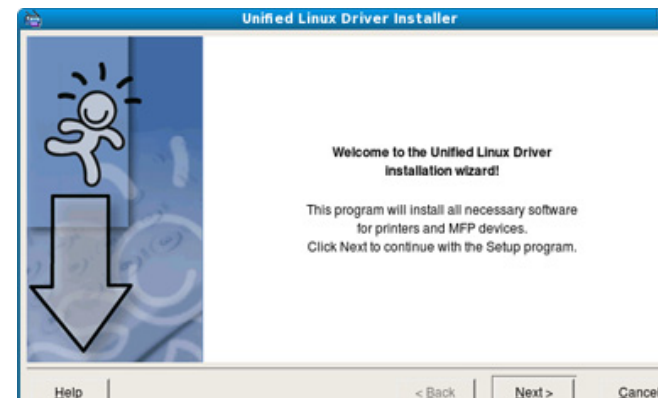 Unified Linux Driver Installer
Welcome to the Unified Linux Driver
installation wizard!
This program will install all necessary software
for printers and MFP devices.
Click Next to continue with the Setup program.
Help
< Back
Next >
Cancel